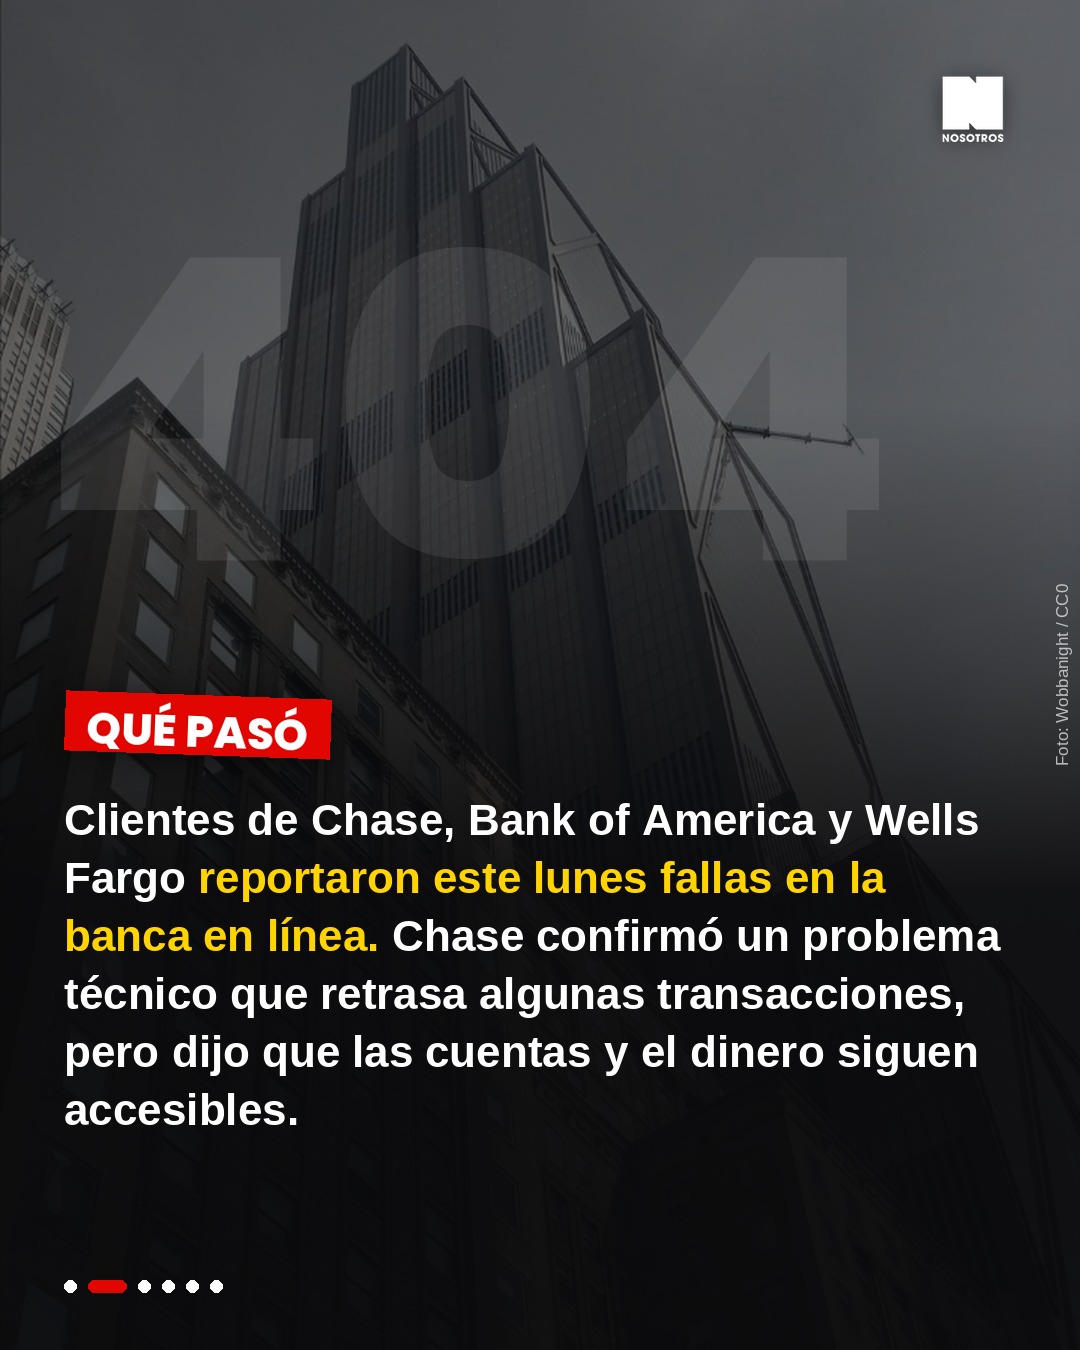 NOSOTROS
404
Foto: Wobbanight / CC0
QUÉ PASÓ
Clientes de Chase, Bank of America y Wells
Fargo reportaron este lunes fallas en la
banca en línea. Chase confirmó un problema
técnico que retrasa algunas transacciones,
pero dijo que las cuentas y el dinero siguen
accesibles.